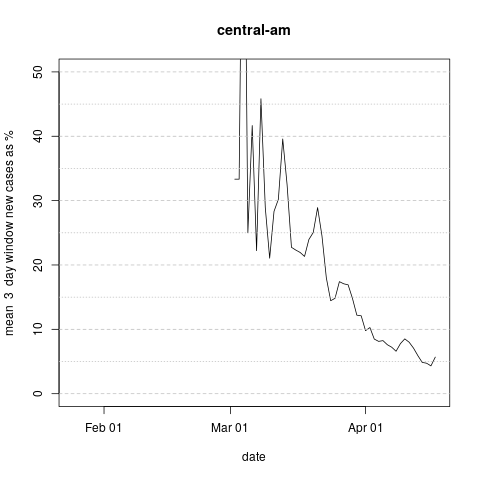 central-am
mean 3 day window new cases as %
50
40
30
20
10
0
Feb 01
Mar 01
Apr 01
date